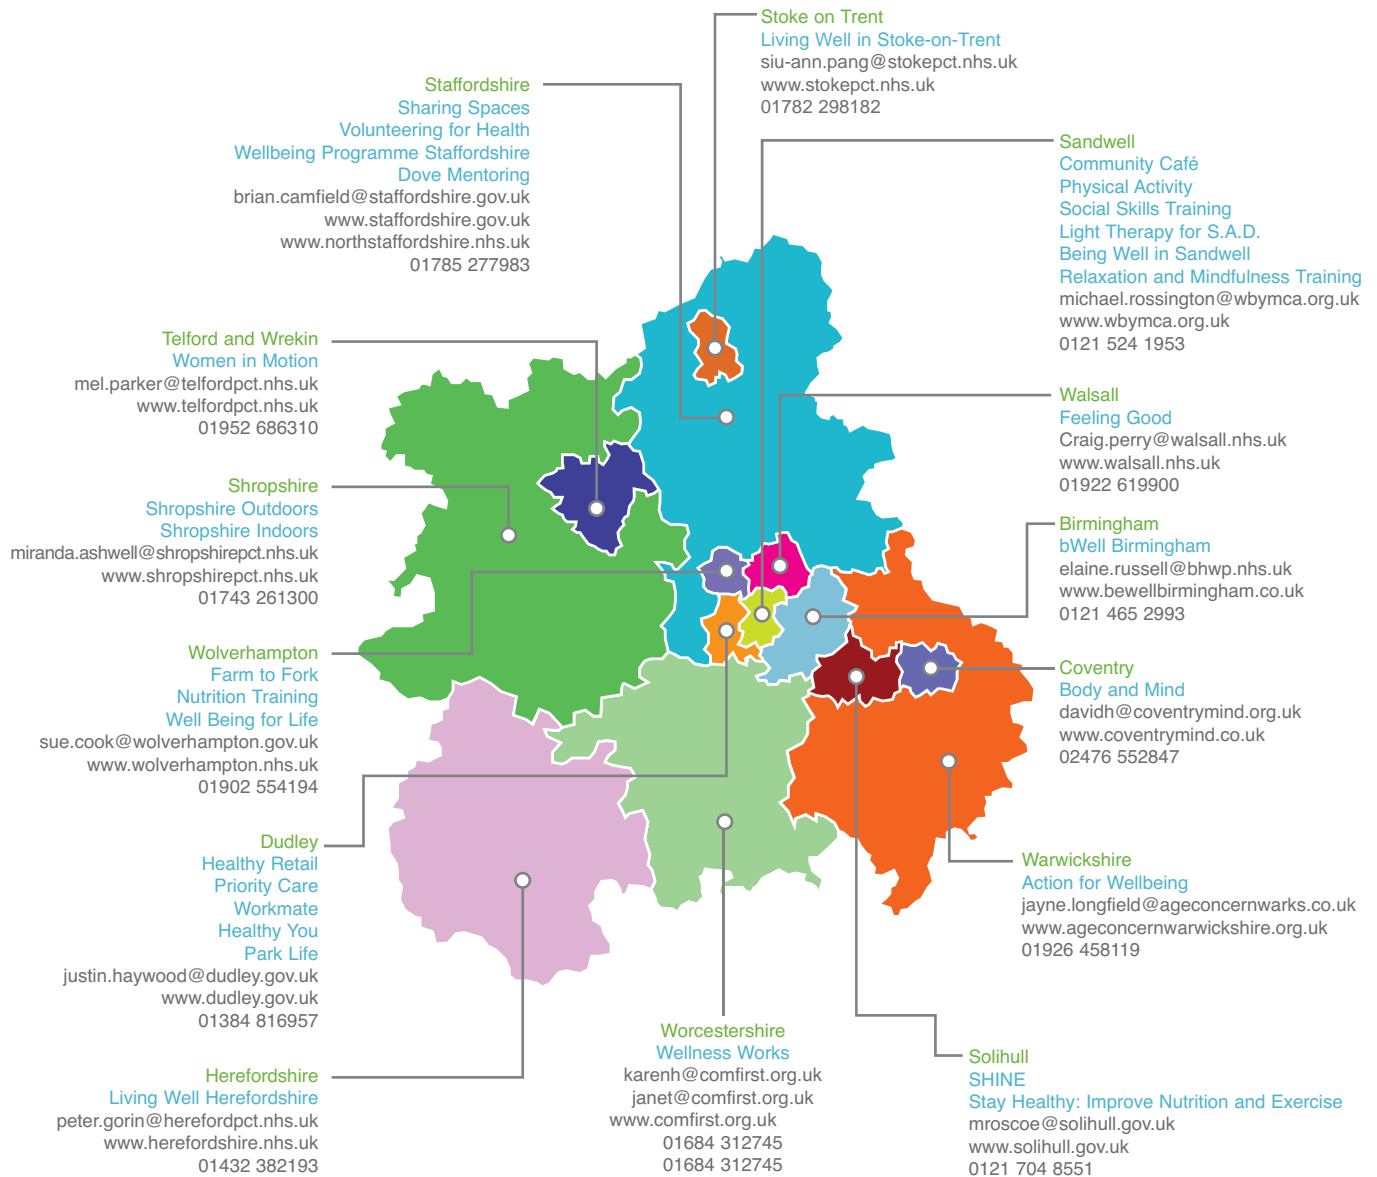 Stoke on Trent
Living Well in Stoke-on-Trent
siu-ann.pang@stokepct.nhs.uk
www.stokepct.nhs.uk
01782 298182
Staffordshire
Sharing Spaces
Volunteering for Health
Wellbeing Programme Staffordshire
Dove Mentoring
brian.camfield@staffordshire.gov.uk
www.staffordshire.gov.uk
www.northstaffordshire.nhs.uk
01785 277983
Sandwell
Community Café
Physical Activity
Social Skills Training
Light Therapy for S.A.D.
Being Well in Sandwell
Relaxation and Mindfulness Training
michael.rossington@wbymca.org.uk
www.wbymca.org.uk
0121 524 1953
Telford and Wrekin
Women in Motion
mel.parker@telfordpct.nhs.uk
www.telfordpct.nhs.uk
01952 686310
Walsall
Feeling Good
Craig.perry@walsall.nhs.uk
www.walsall.nhs.uk
01922 619900
Shropshire
Shropshire Outdoors
Shropshire Indoors
miranda.ashwell@shropshirepct.nhs.uk
www.shropshirepct.nhs.uk
01743 261300
Birmingham
bWell Birmingham
elaine.russell@bhwp.nhs.uk
www.bewellbirmingham.co.uk
0121 465 2993
Wolverhampton
Farm to Fork
Nutrition Training
Well Being for Life
sue.cook@wolverhampton.gov.uk
www.wolverhampton.nhs.uk
01902 554194
Coventry
Body and Mind
davidh@coventrymind.org.uk
www.coventrymind.co.uk
02476 552847
Dudley
Healthy Retail
Priority Care
Workmate
Healthy You
Park Life
justin.haywood@dudley.gov.uk
www.dudley.gov.uk
01384 816957
Warwickshire
Action for Wellbeing
jayne.longfield@ageconcernwarks.co.uk
www.ageconcernwarwickshire.org.uk
01926 458119
Herefordshire
Living Well Herefordshire
peter.gorin@herefordpct.nhs.uk
www.herefordshire.nhs.uk
01432 382193
Worcestershire
Wellness Works
karenh@comfirst.org.uk
janet@comfirst.org.uk
www.comfirst.org.uk
01684 312745
01684 312745
Solihull
SHINE
Stay Healthy: Improve Nutrition and Exercise
mroscoe@solihull.gov.uk
www.solihull.gov.uk
0121 704 8551